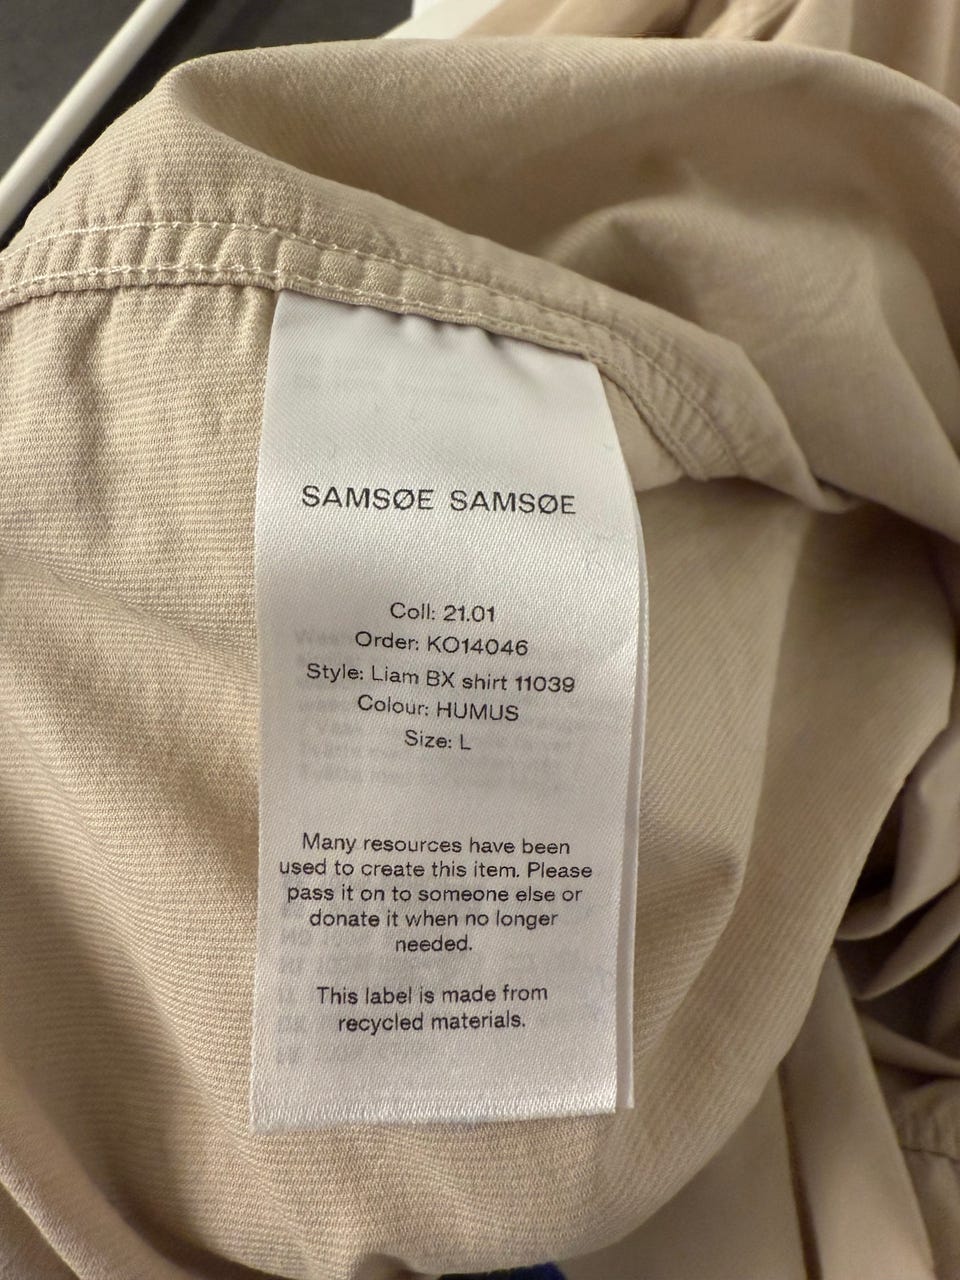 SAMSØE SAMSØE
Coll: 21.01
Order: KO14046
Style: Liam BX shirt 11039
Colour: HUMUS
Size: L
Many resources have been
used to create this item. Please
pass it on to someone else or
donate it when no longer
needed.
This label is made from
recycled materials.